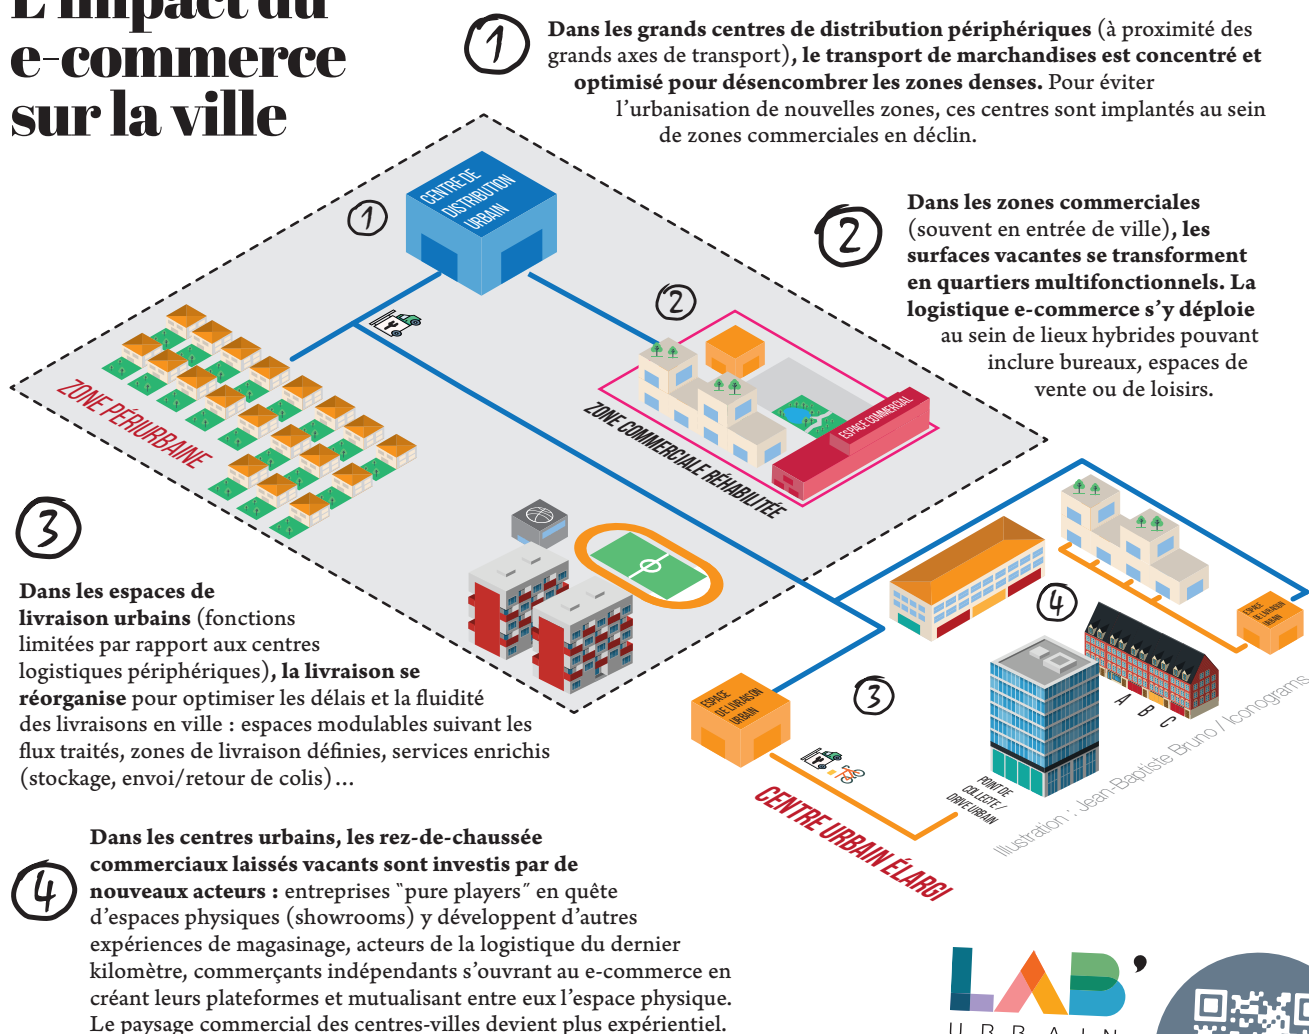 L'impact du
e-commerce
sur la ville
1
Dans les grands centres de distribution périphériques (à proximité des
grands axes de transport), le transport de marchandises est concentré et
optimisé pour désencombrer les zones denses. Pour éviter
l'urbanisation de nouvelles zones, ces centres sont implantés au sein
de zones commerciales en déclin.
2
Dans les zones commerciales
(souvent en entrée de ville), les
surfaces vacantes se transforment
en quartiers multifonctionnels. La
logistique e-commerce s'y déploie
au sein de lieux hybrides pouvant
inclure bureaux, espaces de
vente ou de loisirs.
1
CENTRE DE
DISTRIBUTION
URBAIN
2
ZONE PÉRIURBAINE
ZONE COMMERCIALE RÉHABILITÉE
ESPACE COMMERCIAL
3
Dans les espaces de
livraison urbains (fonctions
limitées par rapport aux centres
logistiques périphériques), la livraison se
réorganise pour optimiser les délais et la fluidité
des livraisons en ville : espaces modulables suivant les
flux traités, zones de livraison définies, services enrichis
(stockage, envoi/retour de colis)...
4
ESPACE
DE LIVRAISON
URBAIN
A B C
3
ESPACE
DE LIVRAISON
URBAIN
POINT DE
COLLECTE /
DRIVE URBAIN
CENTRE URBAIN ÉLARGI
Illustration : Jean-Baptiste Bruno / Iconograms
4
Dans les centres urbains, les rez-de-chaussée
commerciaux laissés vacants sont investis par de
nouveaux acteurs : entreprises "pure players" en quête
d'espaces physiques (showrooms) y développent d'autres
expériences de magasinage, acteurs de la logistique du dernier
kilomètre, commerçants indépendants s'ouvrant au e-commerce en
créant leurs plateformes et mutualisant entre eux l'espace physique.
Le paysage commercial des centres-villes devient plus expérientiel.
LAB'
URBAIN